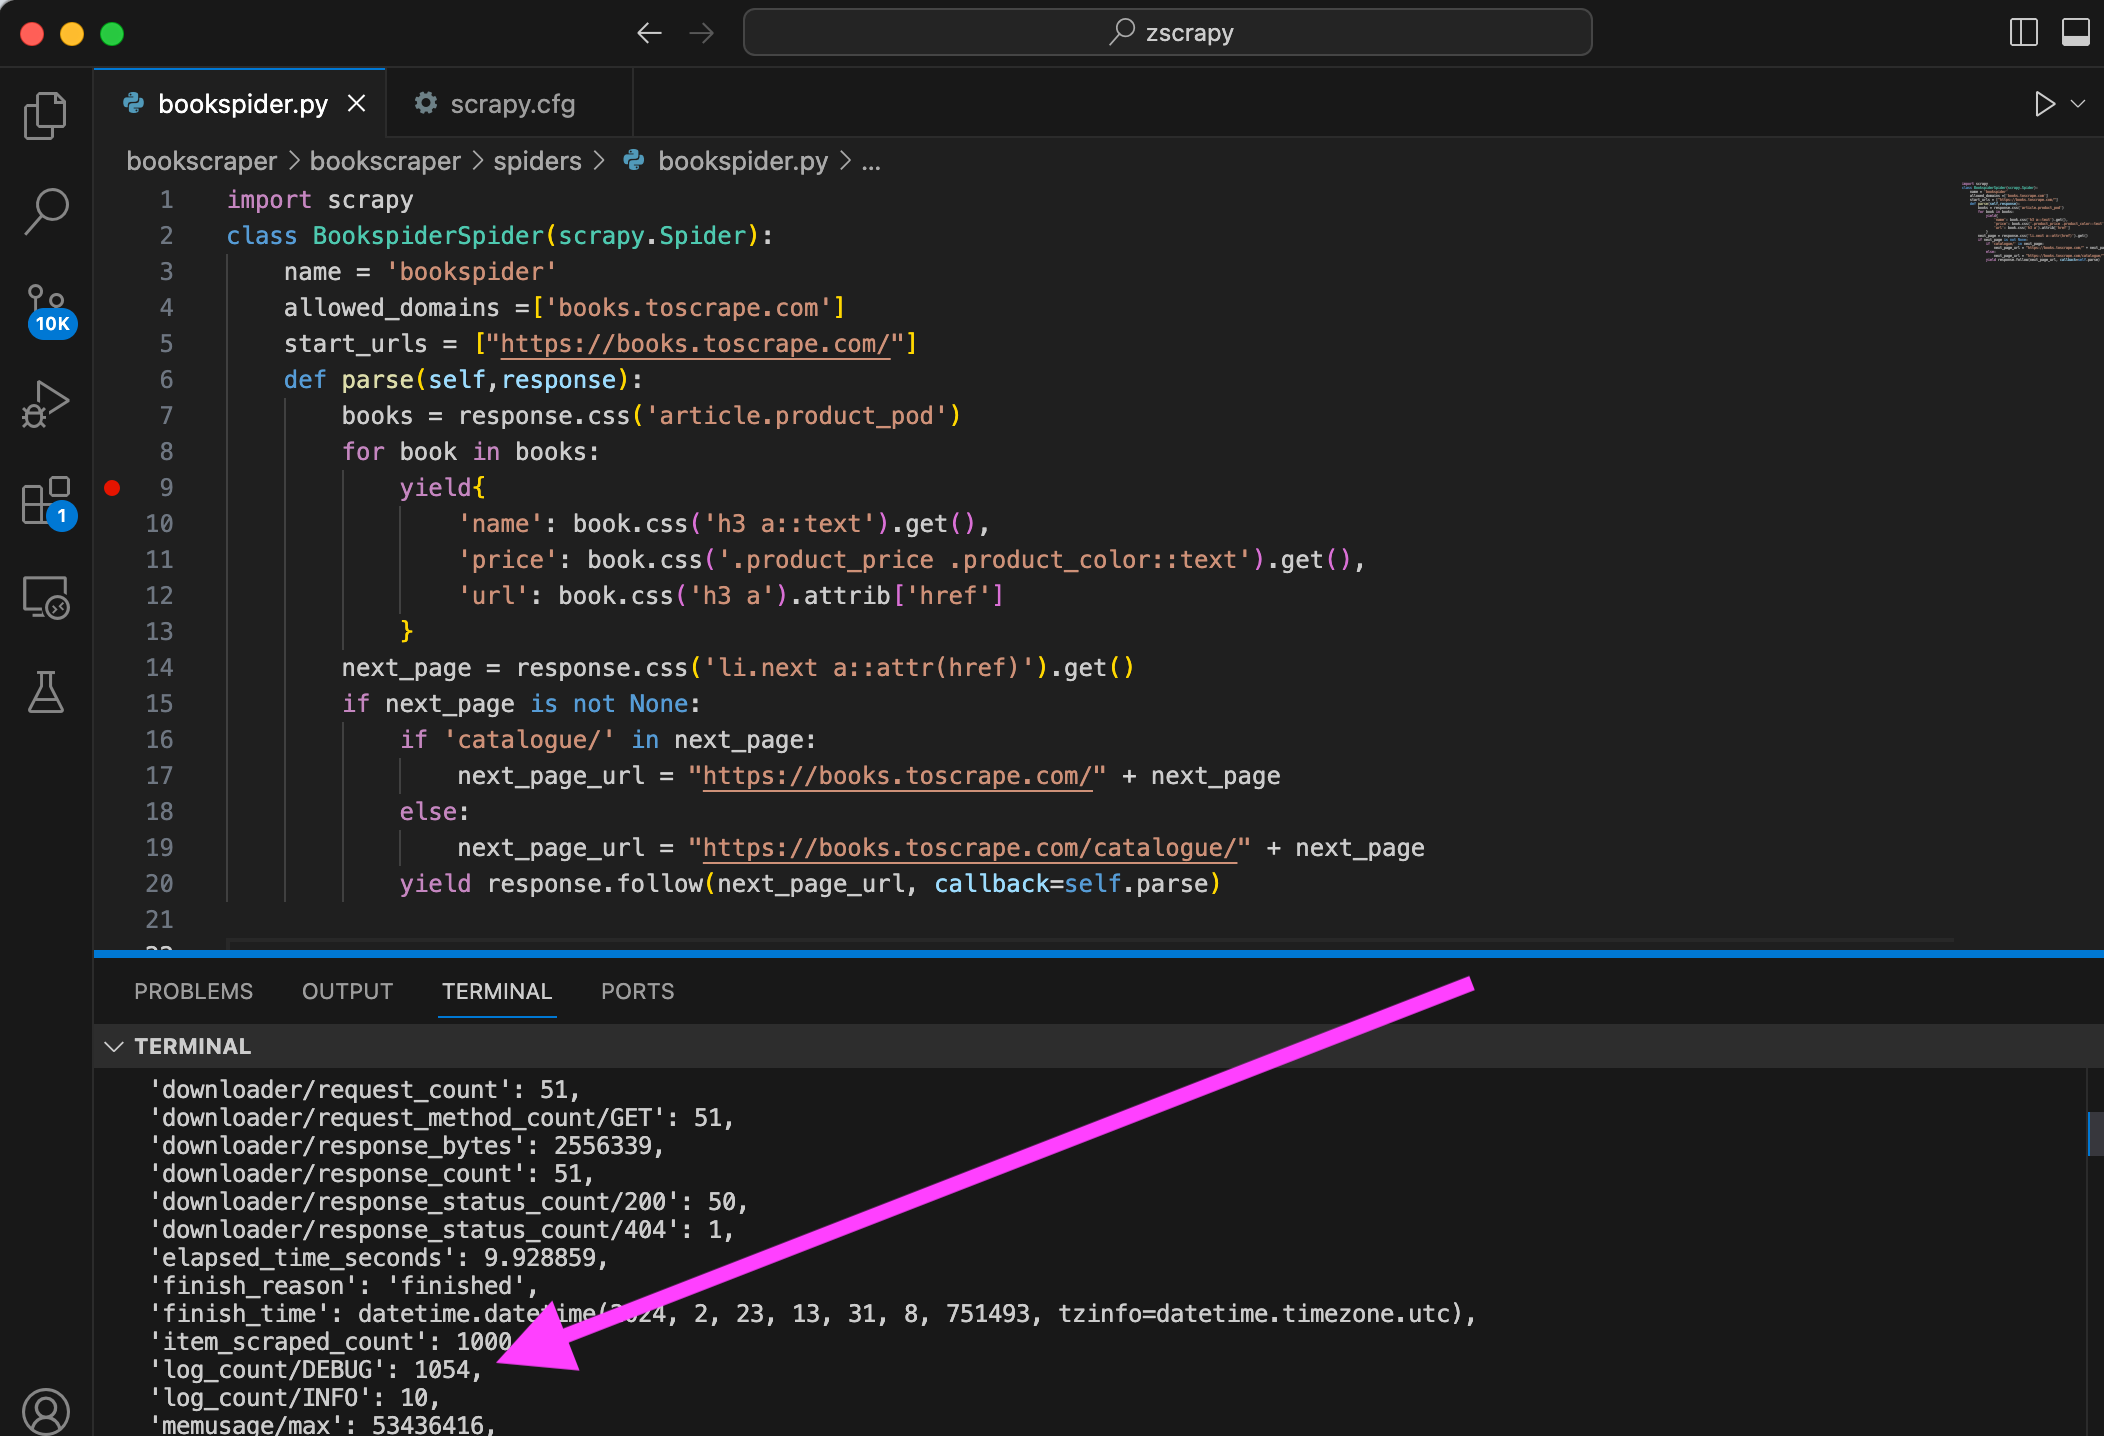 zscrapy
bookspider.py
scrapy.cfg
bookscraper > bookscraper > spiders > bookspider.py > ...
10K
1
1 import scrapy
2 class BookspiderSpider(scrapy.Spider):
3 name = 'bookspider'
4 allowed_domains =['books.toscrape.com']
5 start_urls = ["https://books.toscrape.com/"]
6 def parse(self,response):
7 books = response.css('article.product_pod')
8 for book in books:
9 yield{
10 'name': book.css('h3 a::text').get(),
11 'price': book.css('.product_price .product_color::text').get(),
12 'url': book.css('h3 a').attrib['href']
13 }
14 next_page = response.css('li.next a::attr(href)').get()
15 if next_page is not None:
16 if 'catalogue/' in next_page:
17 next_page_url = "https://books.toscrape.com/" + next_page
18 else:
19 next_page_url = "https://books.toscrape.com/catalogue/" + next_page
20 yield response.follow(next_page_url, callback=self.parse)
21
PROBLEMS OUTPUT TERMINAL PORTS
TERMINAL
'downloader/request_count': 51,
'downloader/request_method_count/GET': 51,
'downloader/response_bytes': 2556339,
'downloader/response_count': 51,
'downloader/response_status_count/200': 50,
'downloader/response_status_count/404': 1,
'elapsed_time_seconds': 9.928859,
'finish_reason': 'finished',
'finish_time': datetime.datetime(2024, 2, 23, 13, 31, 8, 751493, tzinfo=datetime.timezone.utc),
'item_scraped_count': 1000
'log_count/DEBUG': 1054,
'log_count/INFO': 10,
'memusage/max': 53436416,